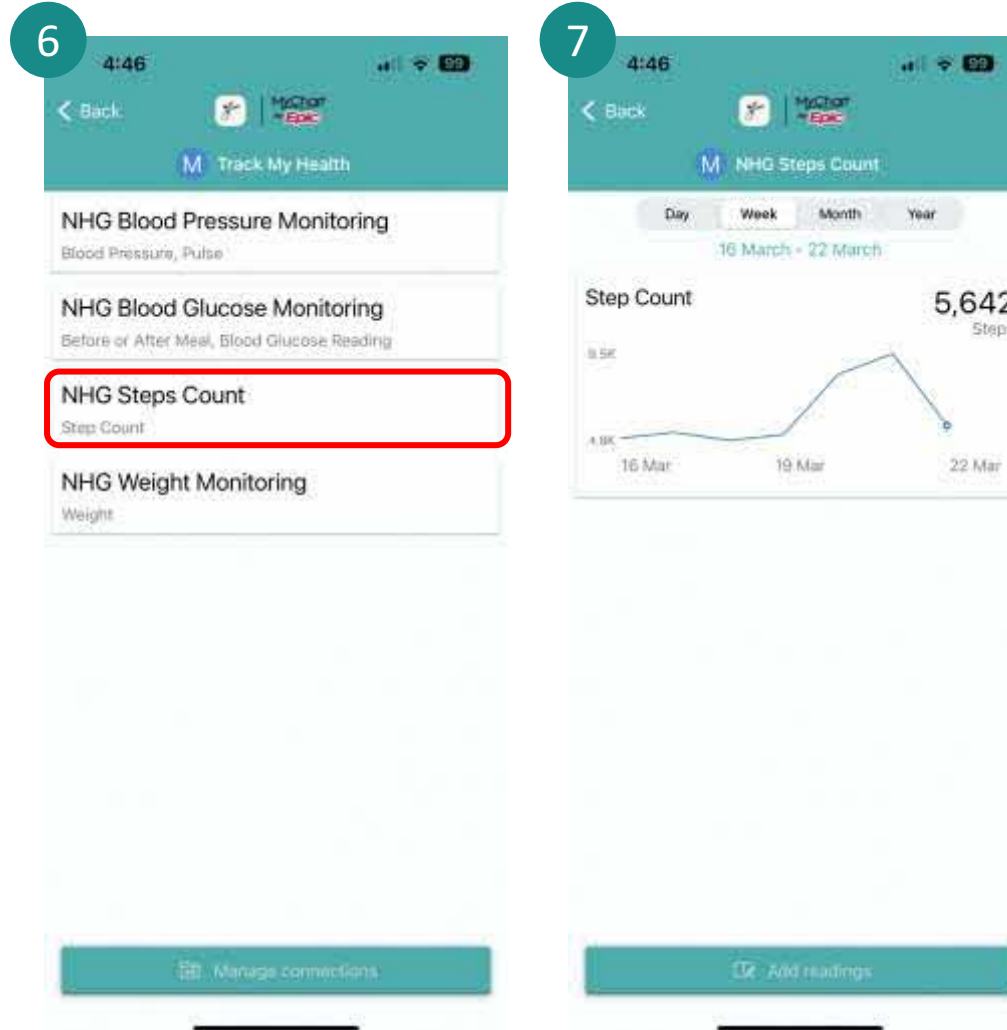 6
4:46
99
Back
MyChart
Epic
M Track My Health
NHG Blood Pressure Monitoring
Blood Pressure, Pulse
NHG Blood Glucose Monitoring
Before or After Meal, Blood Glucose Reading
NHG Steps Count
Step Count
NHG Weight Monitoring
Weight
Manage connections
7
4:46
99
Back
MyChart
Epic
M NHG Steps Count
Day Week Month Year
16 March - 22 March
Step Count
5,642
Step
9.5K
16 Mar 19 Mar 22 Mar
Add readings